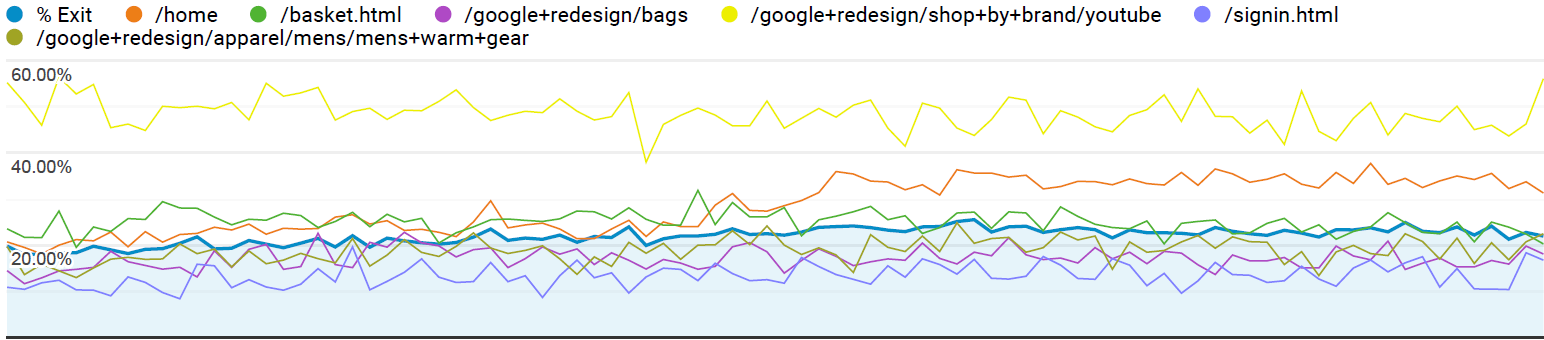 % Exit /home /basket.html /google+redesign/bags /google+redesign/shop+by+brand/youtube /signin.html
/google+redesign/apparel/mens/mens+warm+gear
60.00%
40.00%
20.00%